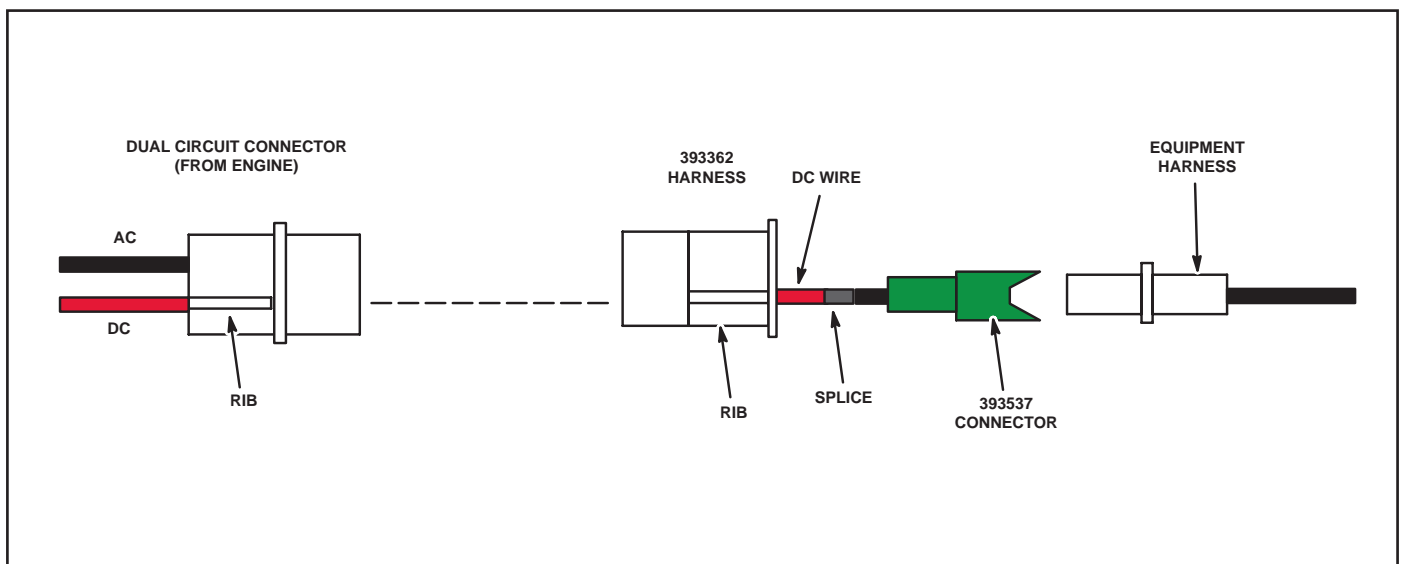 DUAL CIRCUIT CONNECTOR
(FROM ENGINE)
AC
DC
RIB
393362
HARNESS
DC WIRE
RIB
SPLICE
393537
CONNECTOR
EQUIPMENT
HARNESS